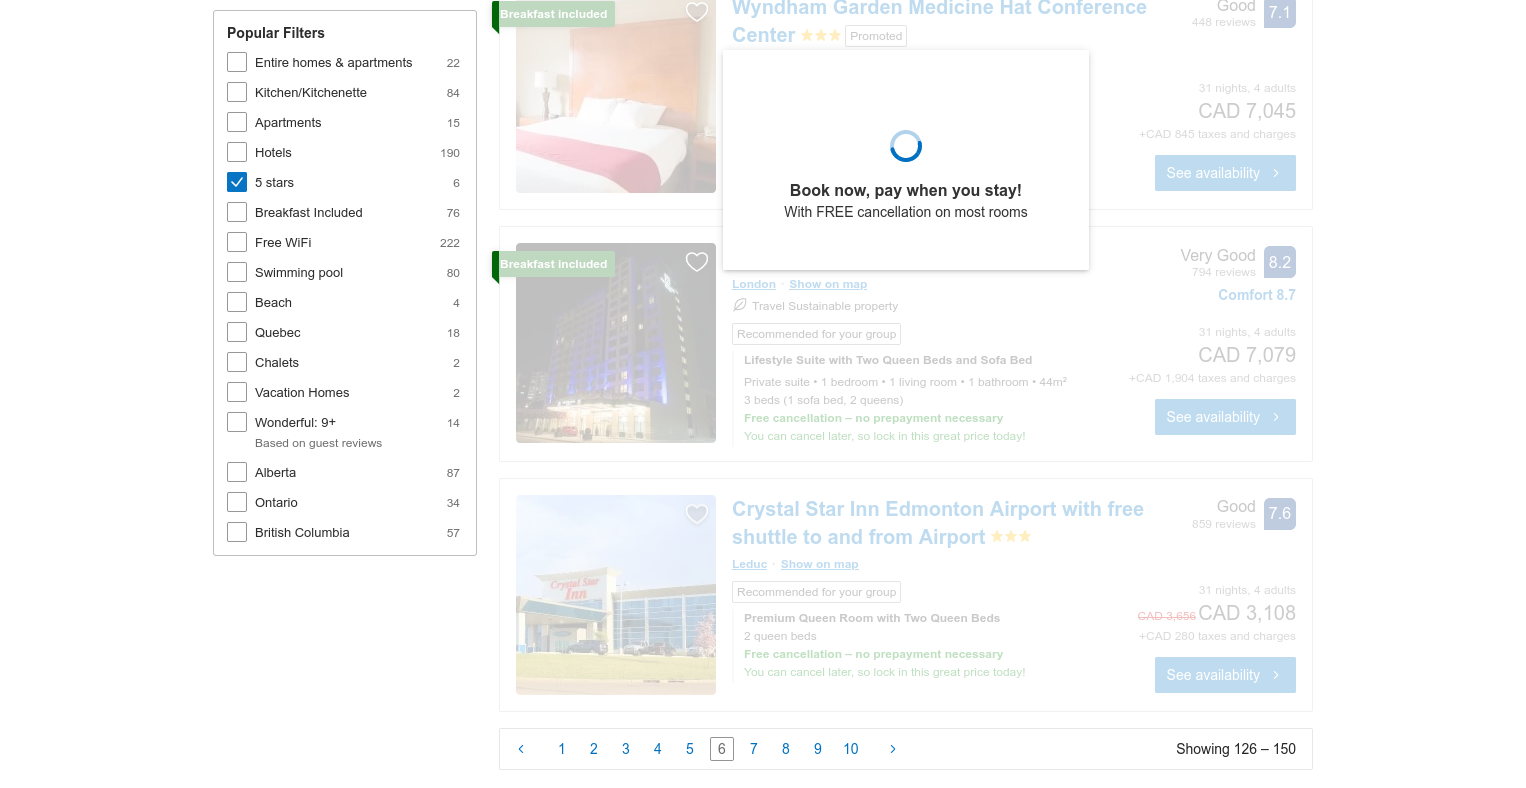 Popular Filters
Entire homes & apartments 22
Kitchen/Kitchenette 84
Apartments 15
Hotels 190
5 stars 6
Breakfast Included 76
Free WiFi 222
Swimming pool 80
Beach 4
Quebec 18
Chalets 2
Vacation Homes 2
Wonderful: 9+ 14
Based on guest reviews
Alberta 87
Ontario 34
British Columbia 57
Breakfast included
Wyndham Garden Medicine Hat Conference
Center
Promoted
Good
448 reviews
7.1
31 nights, 4 adults
CAD 7,045
+CAD 845 taxes and charges
See availability
Book now, pay when you stay!
With FREE cancellation on most rooms
Breakfast included
London · Show on map
Travel Sustainable property
Recommended for your group
Lifestyle Suite with Two Queen Beds and Sofa Bed
Private suite • 1 bedroom • 1 living room • 1 bathroom • 44m²
3 beds (1 sofa bed, 2 queens)
Free cancellation – no prepayment necessary
You can cancel later, so lock in this great price today!
Very Good
794 reviews
8.2
Comfort 8.7
31 nights, 4 adults
CAD 7,079
+CAD 1,904 taxes and charges
See availability
Crystal Star Inn
Crystal Star Inn Edmonton Airport with free
shuttle to and from Airport
Leduc · Show on map
Recommended for your group
Premium Queen Room with Two Queen Beds
2 queen beds
Free cancellation – no prepayment necessary
You can cancel later, so lock in this great price today!
Good
859 reviews
7.6
31 nights, 4 adults
CAD 3,656 CAD 3,108
+CAD 280 taxes and charges
See availability
1 2 3 4 5 6 7 8 9 10
Showing 126 – 150